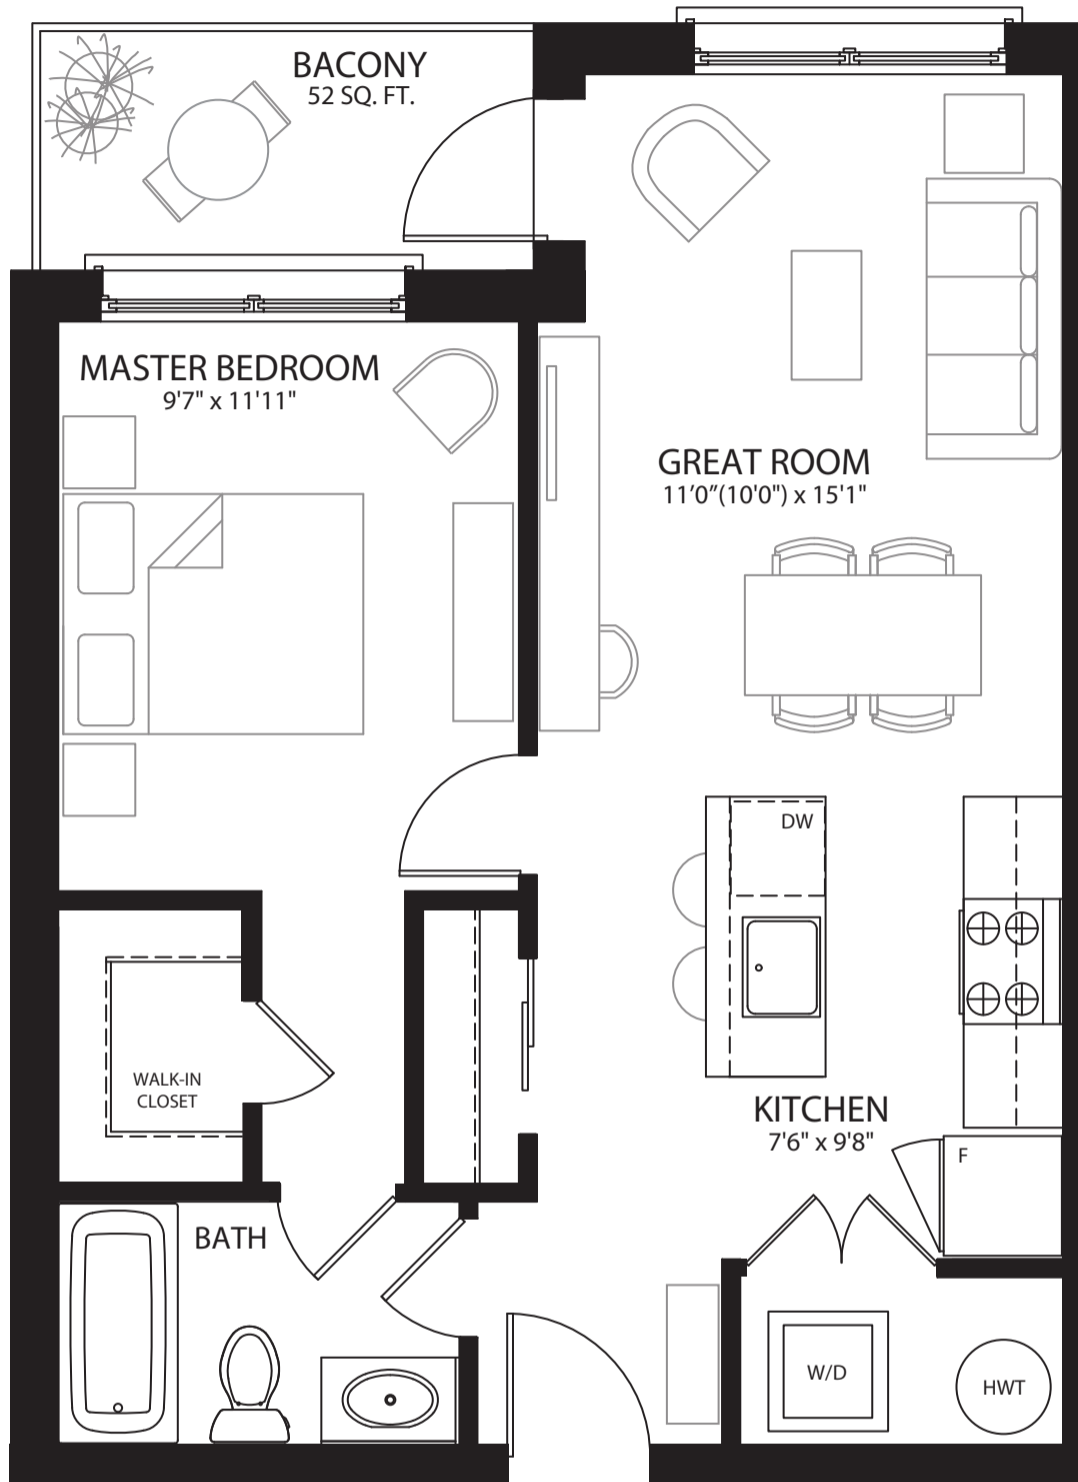 BACONY
52 SQ. FT.
MASTER BEDROOM
9'7" x 11'11"
GREAT ROOM
11’0”(10'0") x 15'1"
DW
WALK-IN
CLOSET
KITCHEN
7'6" x 9'8"
F
BATH
W/D
HWT